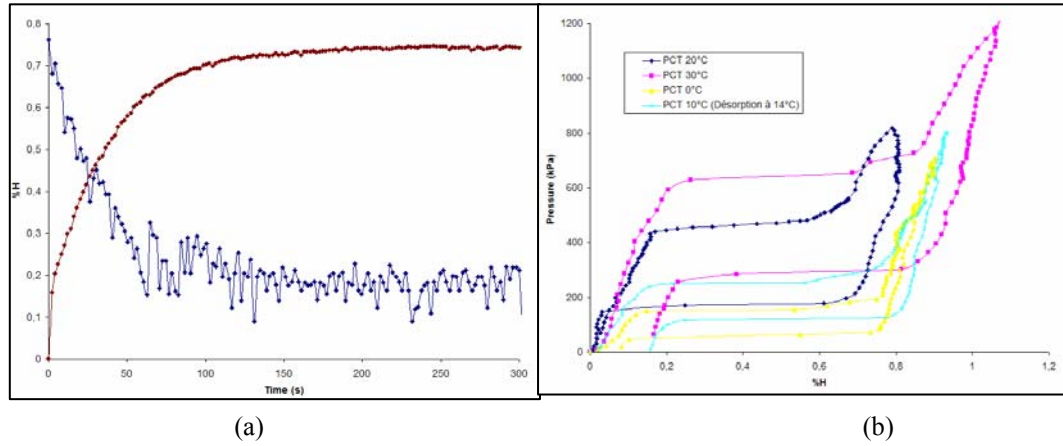 0,8
0,7
0,6
0,5
0,4
0,3
0,2
0,1
0
%H
0 50 100 150 200 250 300
Time (s)
1200
1000
800
600
400
200
0
Pressure (kPa)
PCT 20°C
PCT 30°C
PCT 0°C
PCT 10°C (Désorption à 14°C)
0 0,2 0,4 0,6 0,8 1 1,2
%H
(a) (b)